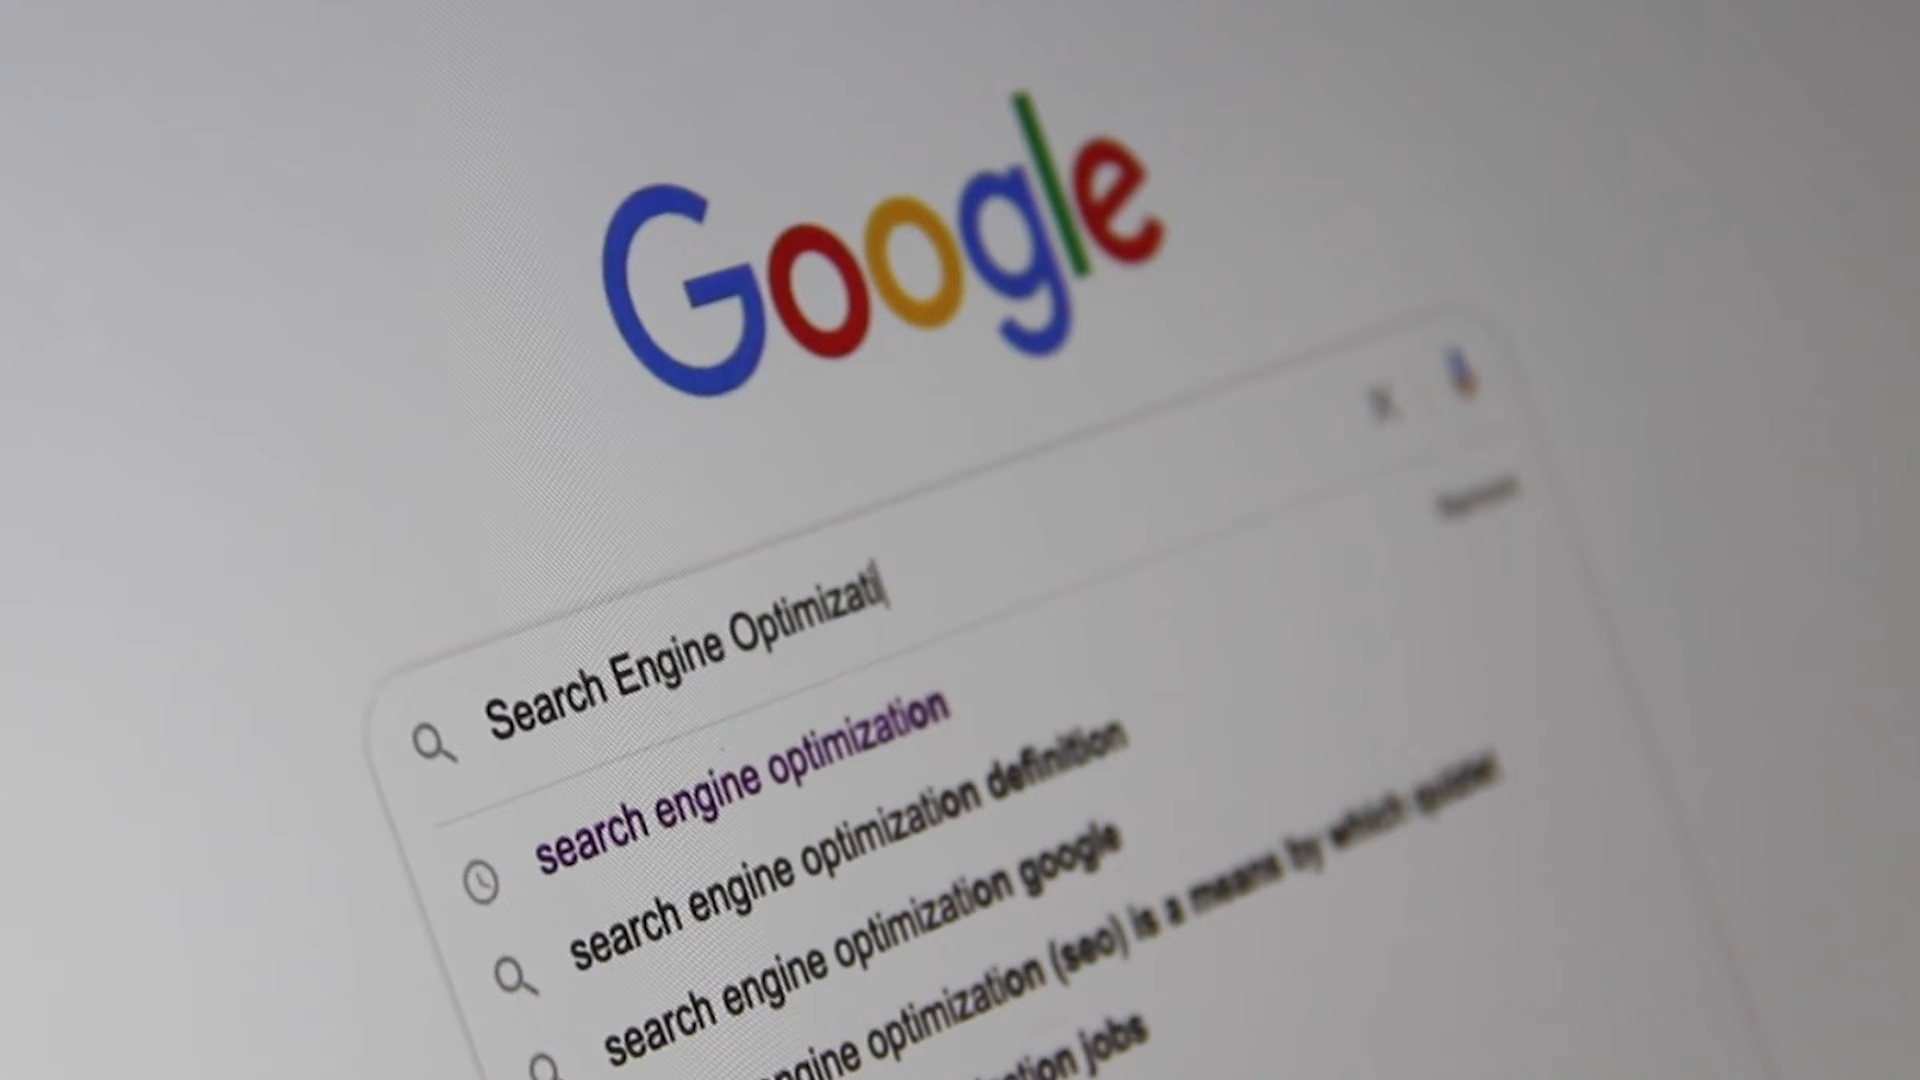 Google
Search Engine Optimizati
search engine optimization
search engine optimization definition
search engine optimization google
engine optimization (seo) is a means by which
jobs